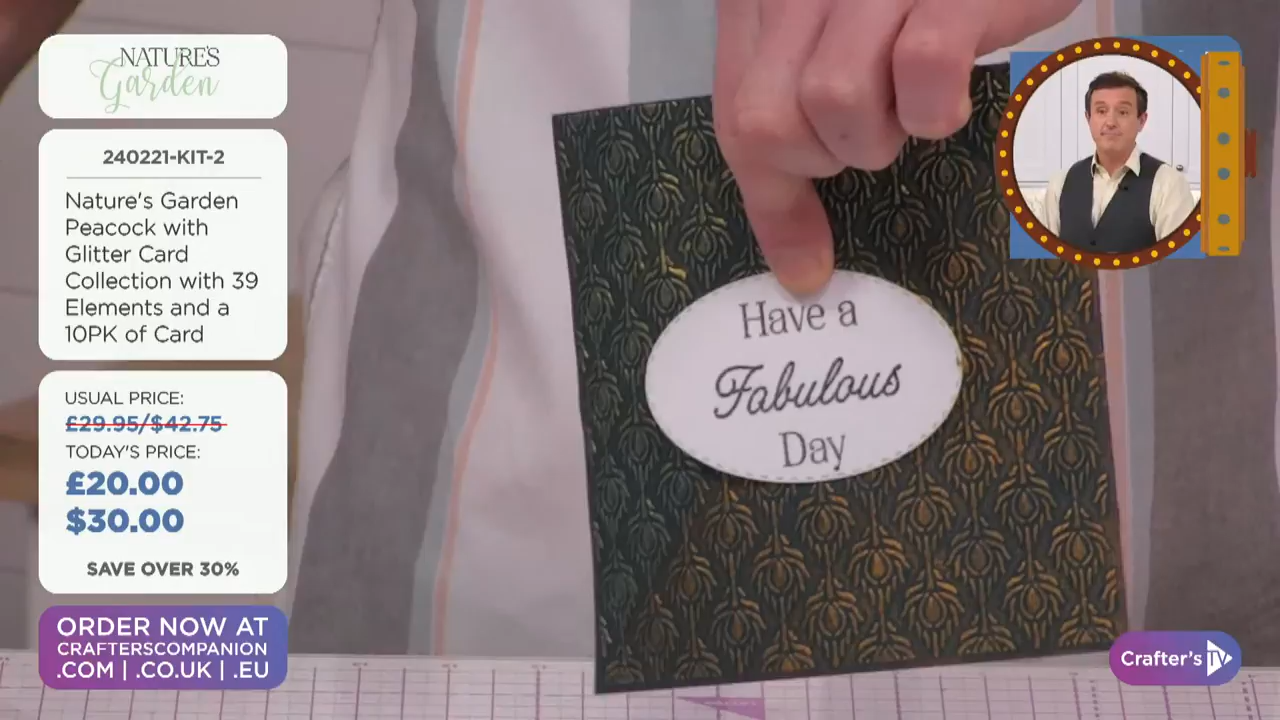 NATURE'S
Garden
240221-KIT-2
Nature's Garden
Peacock with
Glitter Card
Collection with 39
Elements and a
10PK of Card
USUAL PRICE:
£29.95/$42.75
TODAY'S PRICE:
£20.00
$30.00
SAVE OVER 30%
ORDER NOW AT
CRAFTERSCOMPANION
.COM | .CO.UK | .EU
Have a
Fabulous
Day
Crafter's TV